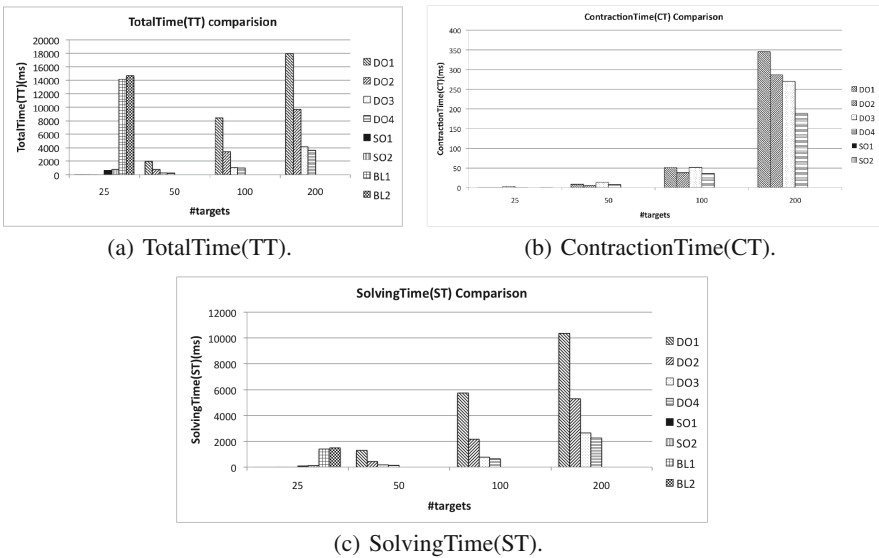 TotalTime(TT) comparision
TotalTime(TT)(ms)
20000
18000
16000
14000
12000
10000
8000
6000
4000
2000
0
25
50
100
200
#targets
DO1
DO2
DO3
DO4
SO1
SO2
BL1
BL2
(a) TotalTime(TT).
ContractionTime(CT) Comparison
ContractionTime(CT)(ms)
400
350
300
250
200
150
100
50
0
25
50
100
200
#targets
DO1
DO2
DO3
DO4
SO1
SO2
(b) ContractionTime(CT).
SolvingTime(ST) Comparison
SolvingTime(ST)(ms)
12000
10000
8000
6000
4000
2000
0
25
50
100
200
#targets
DO1
DO2
DO3
DO4
SO1
SO2
BL1
BL2
(c) SolvingTime(ST).